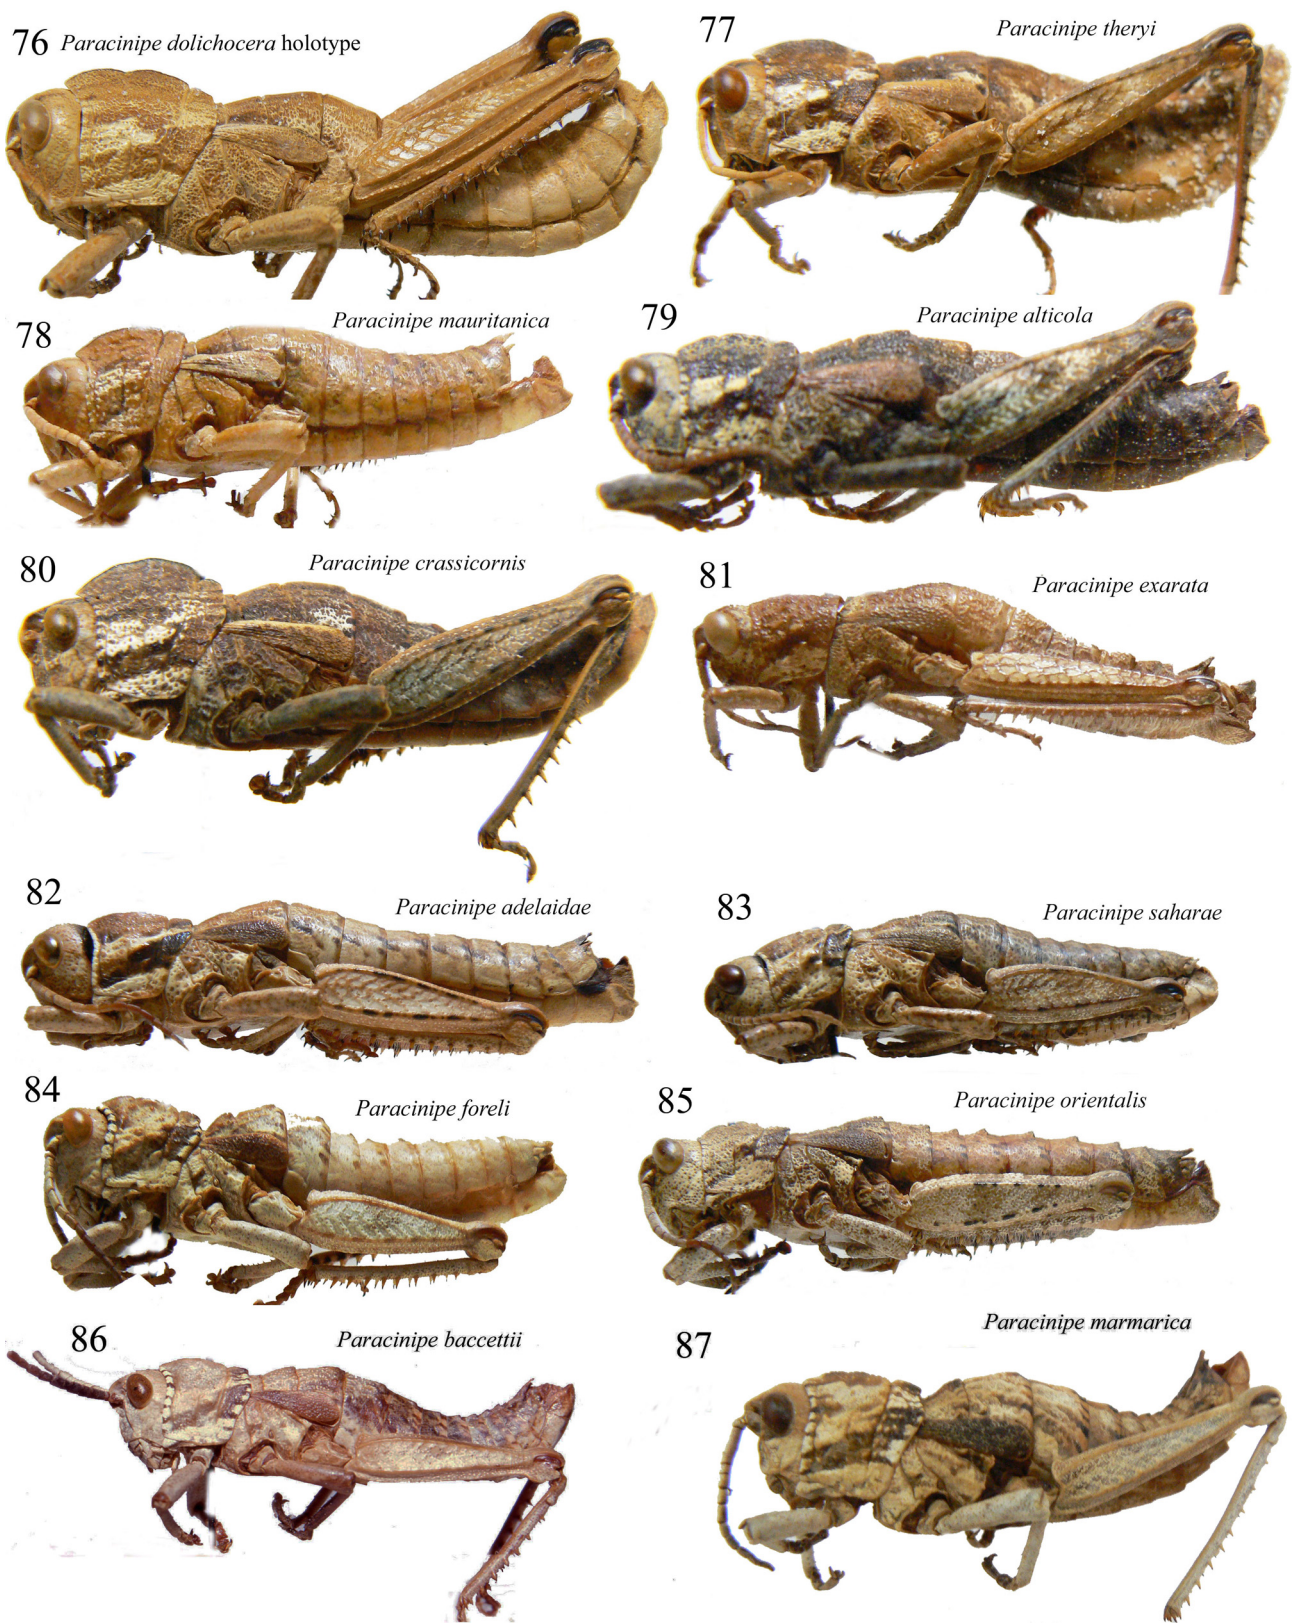 76 Paracinipe dolichocera holotype
77 Paracinipe theryi
78 Paracinipe mauritanica
79 Paracinipe alticola
80 Paracinipe crassicornis
81 Paracinipe exarata
82 Paracinipe adelaidae
83 Paracinipe saharae
84 Paracinipe foreli
85 Paracinipe orientalis
86 Paracinipe baccettii
87 Paracinipe marmarica